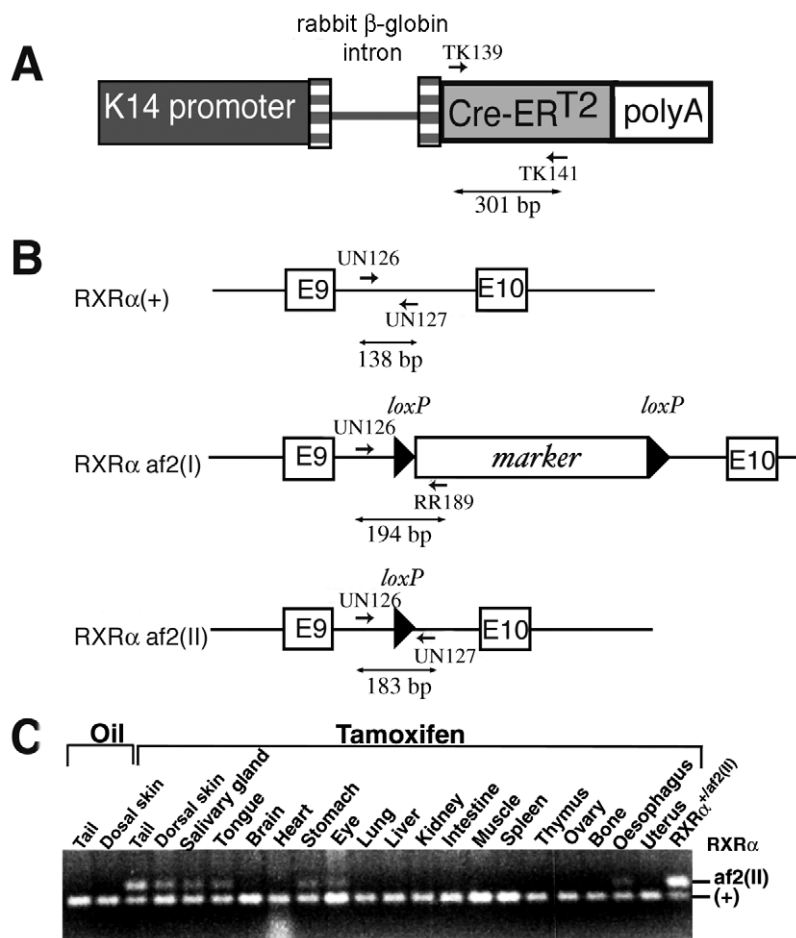 rabbit β-globin
intron
A
TK139
K14 promoter
Cre-ER^T2
polyA
TK141
301 bp
B
UN126
RXRα(+)
E9
E10
UN127
138 bp
loxP
loxP
UN126
RXRα af2(I)
E9
marker
E10
RR189
194 bp
loxP
UN126
RXRα af2(II)
E9
E10
UN127
183 bp
C
Oil
Tamoxifen
Tail
Dosal skin
Tail
Dorsal skin
Salivary gland
Tongue
Brain
Heart
Stomach
Eye
Lung
Liver
Kidney
Intestine
Muscle
Spleen
Thymus
Ovary
Bone
Oesophagus
Uterus
RXRα^+/af2(II)
RXRα
af2(II)
(+)